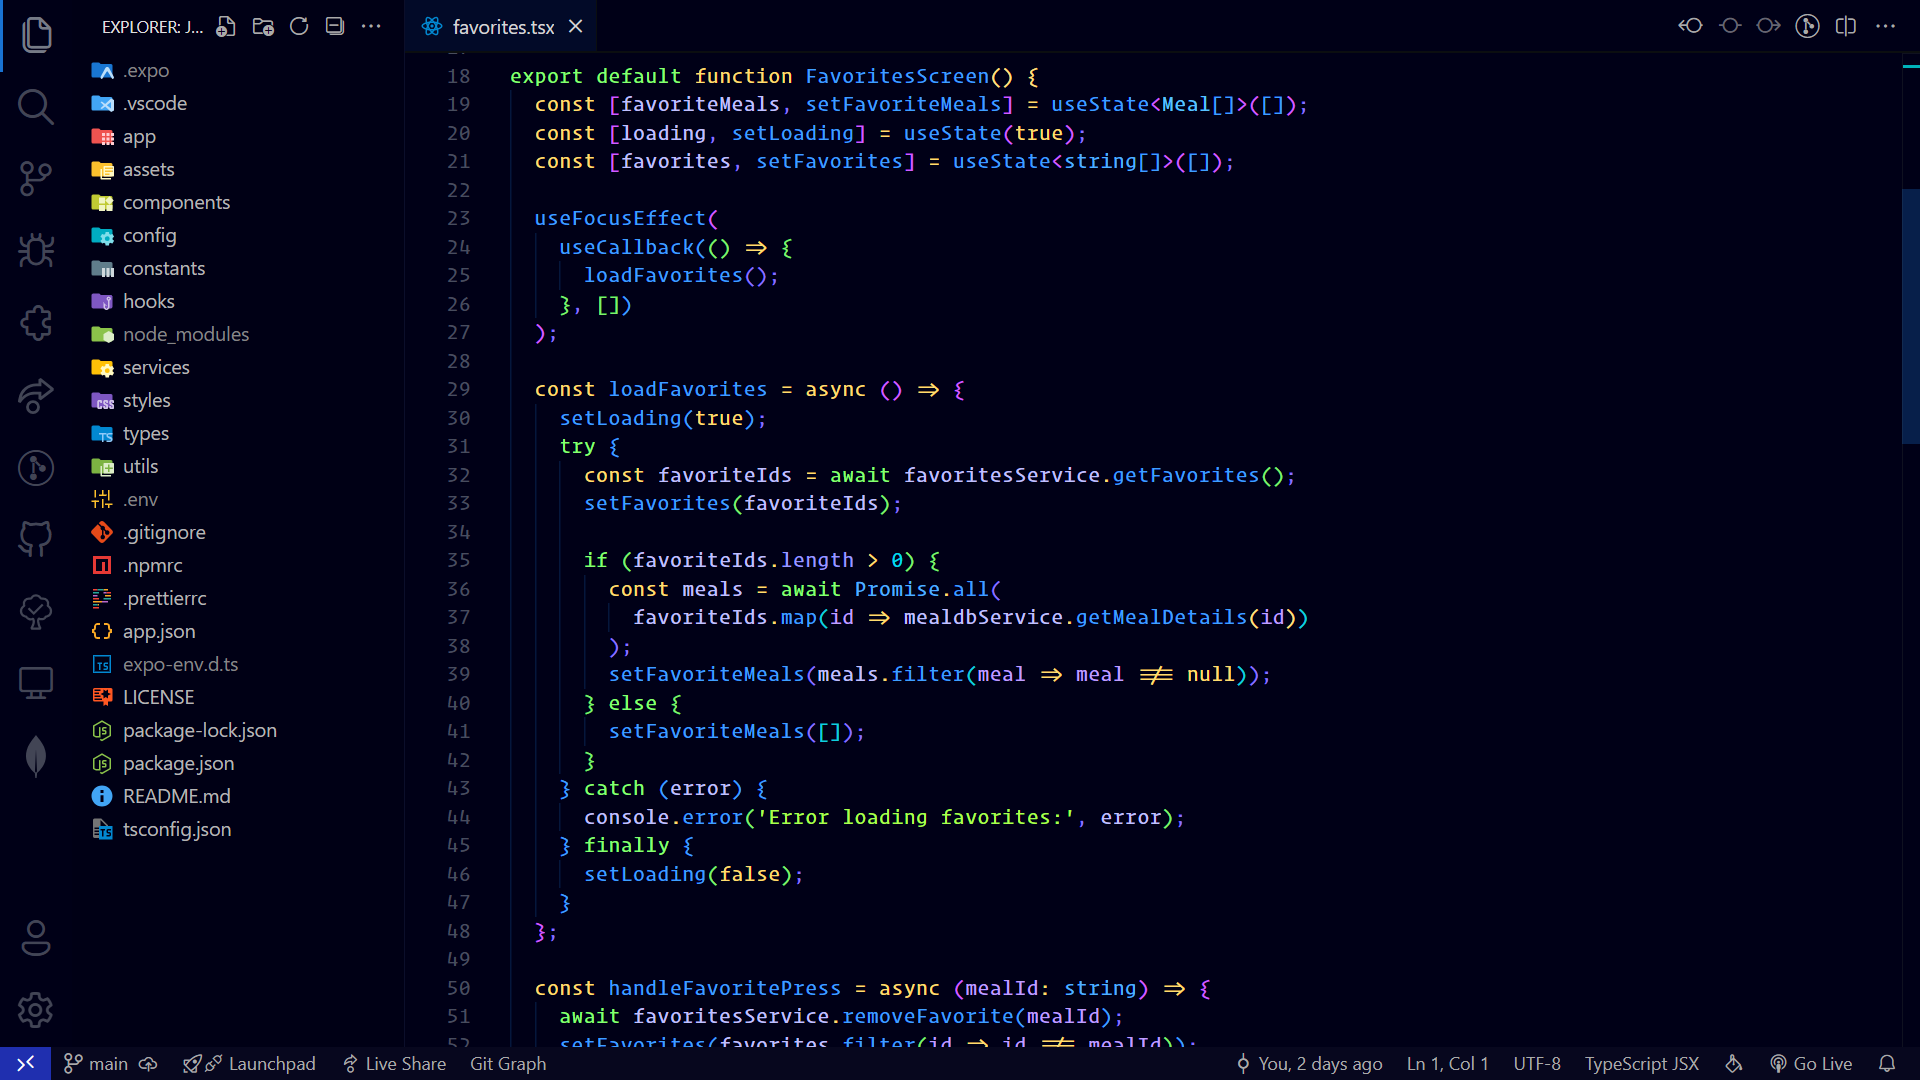 EXPLORER: J...
.expo
.vscode
app
assets
components
config
constants
hooks
node_modules
services
styles
types
utils
.env
.gitignore
.npmrc
.prettierrc
app.json
expo-env.d.ts
LICENSE
package-lock.json
package.json
README.md
tsconfig.json
favorites.tsx
18 export default function FavoritesScreen() {
19 const [favoriteMeals, setFavoriteMeals] = useState<Meal[]>([]);
20 const [loading, setLoading] = useState(true);
21 const [favorites, setFavorites] = useState<string[]>([]);
22
23 useFocusEffect(
24 useCallback(() => {
25 loadFavorites();
26 }, [])
27 );
28
29 const loadFavorites = async () => {
30 setLoading(true);
31 try {
32 const favoriteIds = await favoritesService.getFavorites();
33 setFavorites(favoriteIds);
34
35 if (favoriteIds.length > 0) {
36 const meals = await Promise.all(
37 favoriteIds.map(id => mealdbService.getMealDetails(id))
38 );
39 setFavoriteMeals(meals.filter(meal => meal !== null));
40 } else {
41 setFavoriteMeals([]);
42 }
43 } catch (error) {
44 console.error('Error loading favorites:', error);
45 } finally {
46 setLoading(false);
47 }
48 };
49
50 const handleFavoritePress = async (mealId: string) => {
51 await favoritesService.removeFavorite(mealId);
52 setFavorites(favorites.filter(id => id !== mealId));
main
Launchpad
Live Share
Git Graph
You, 2 days ago
Ln 1, Col 1
UTF-8
TypeScript JSX
Go Live